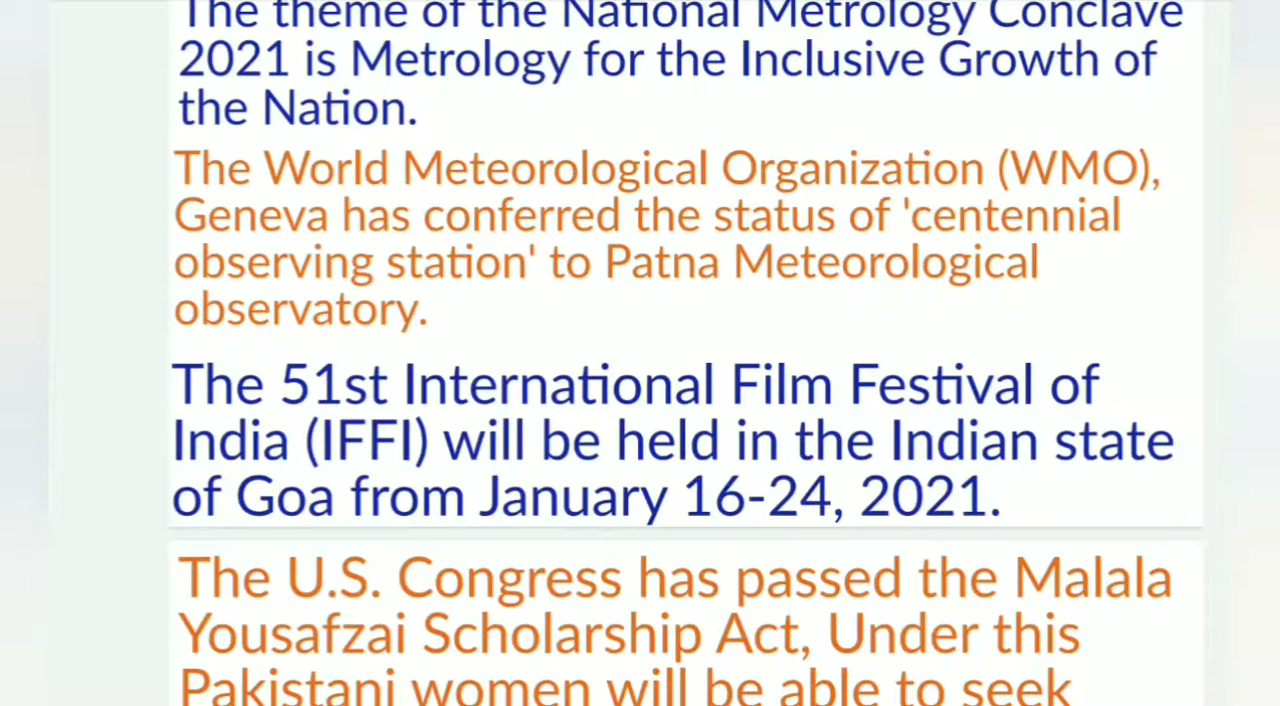 The theme of the National Metrology Conclave
2021 is Metrology for the Inclusive Growth of
the Nation.
The World Meteorological Organization (WMO),
Geneva has conferred the status of 'centennial
observing station' to Patna Meteorological
observatory.
The 51st International Film Festival of
India (IFFI) will be held in the Indian state
of Goa from January 16-24, 2021.
The U.S. Congress has passed the Malala
Yousafzai Scholarship Act, Under this
Pakistani women will be able to seek